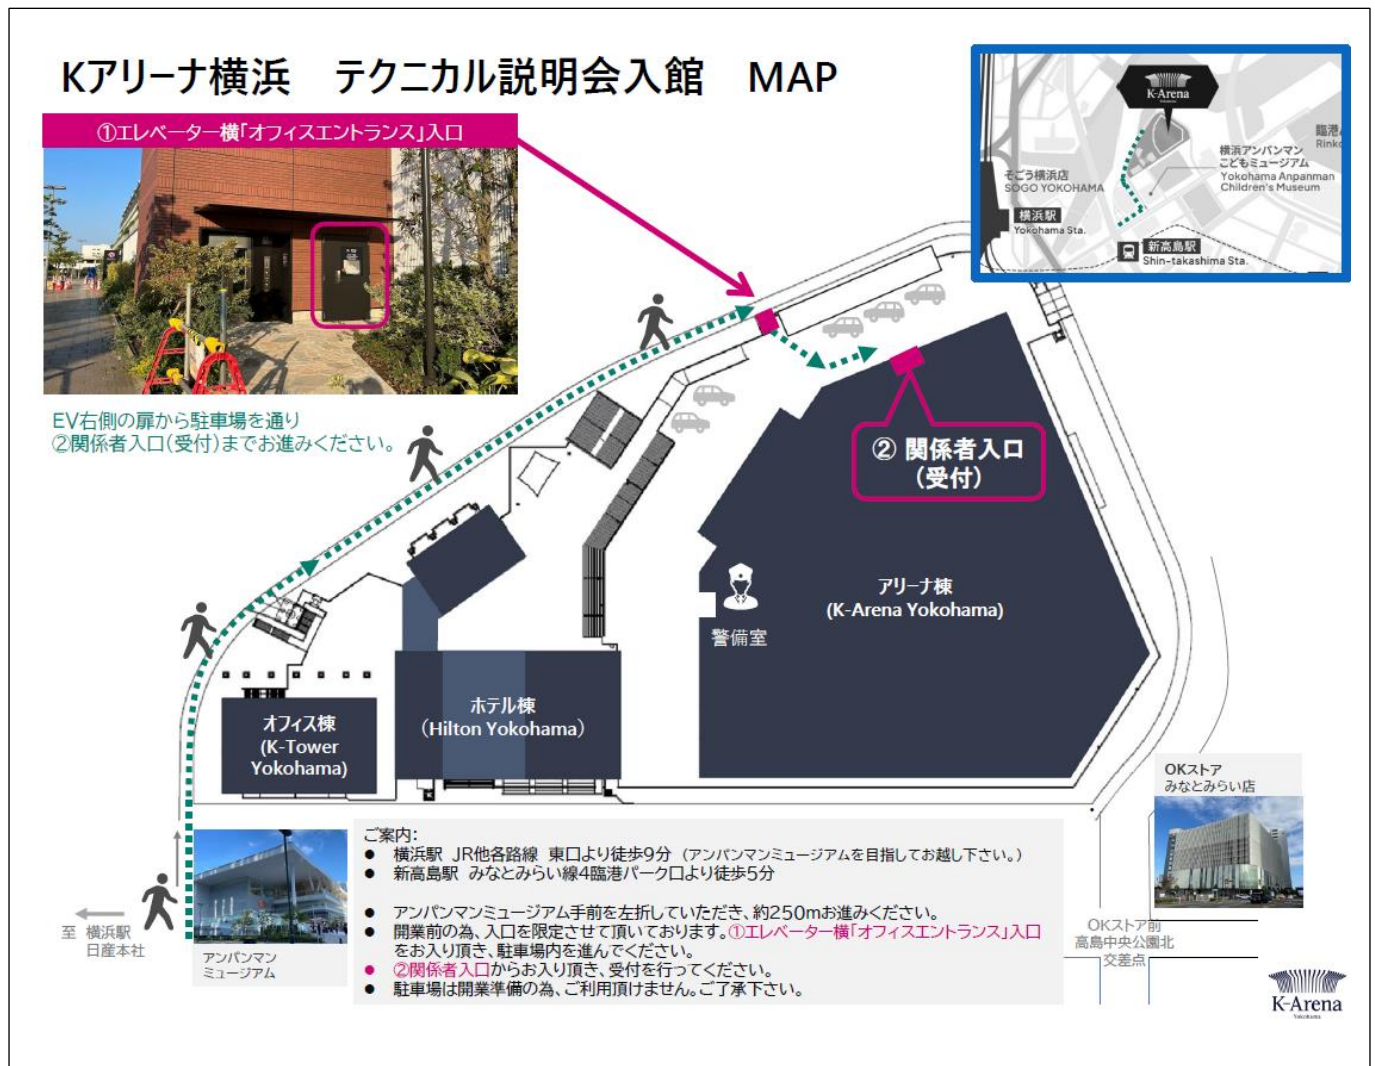 Kアリーナ横浜　テクニカル説明会入館　MAP
①エレベーター横「オフィスエントランス」入口
EV右側の扉から駐車場を通り
②関係者入口(受付)までお進みください。
K-Arena
Yokohama
臨港
Rinko
横浜アンパンマン
こどもミュージアム
Yokohama Anpanman
Children's Museum
そごう横浜店
SOGO YOKOHAMA
横浜駅
Yokohama Sta.
新高島駅
Shin-takashima Sta.
② 関係者入口
（受付）
アリーナ棟
(K-Arena Yokohama)
警備室
ホテル棟
（Hilton Yokohama）
オフィス棟
(K-Tower
Yokohama)
OKストア
みなとみらい店
至 横浜駅
日産本社
アンパンマン
ミュージアム
ご案内：
● 横浜駅 JR他各路線 東口より徒歩9分 （アンパンマンミュージアムを目指してお越し下さい。）
● 新高島駅 みなとみらい線4臨港パーク口より徒歩5分
● アンパンマンミュージアム手前を左折していただき、約250mお進みください。
● 開業前の為、入口を限定させて頂いております。①エレベーター横「オフィスエントランス」入口
をお入り頂き、駐車場内を進んでください。
● ②関係者入口からお入り頂き、受付を行ってください。
● 駐車場は開業準備の為、ご利用頂けません。ご了承下さい。
OKストア前
高島中央公園北
交差点
K-Arena
Yokohama